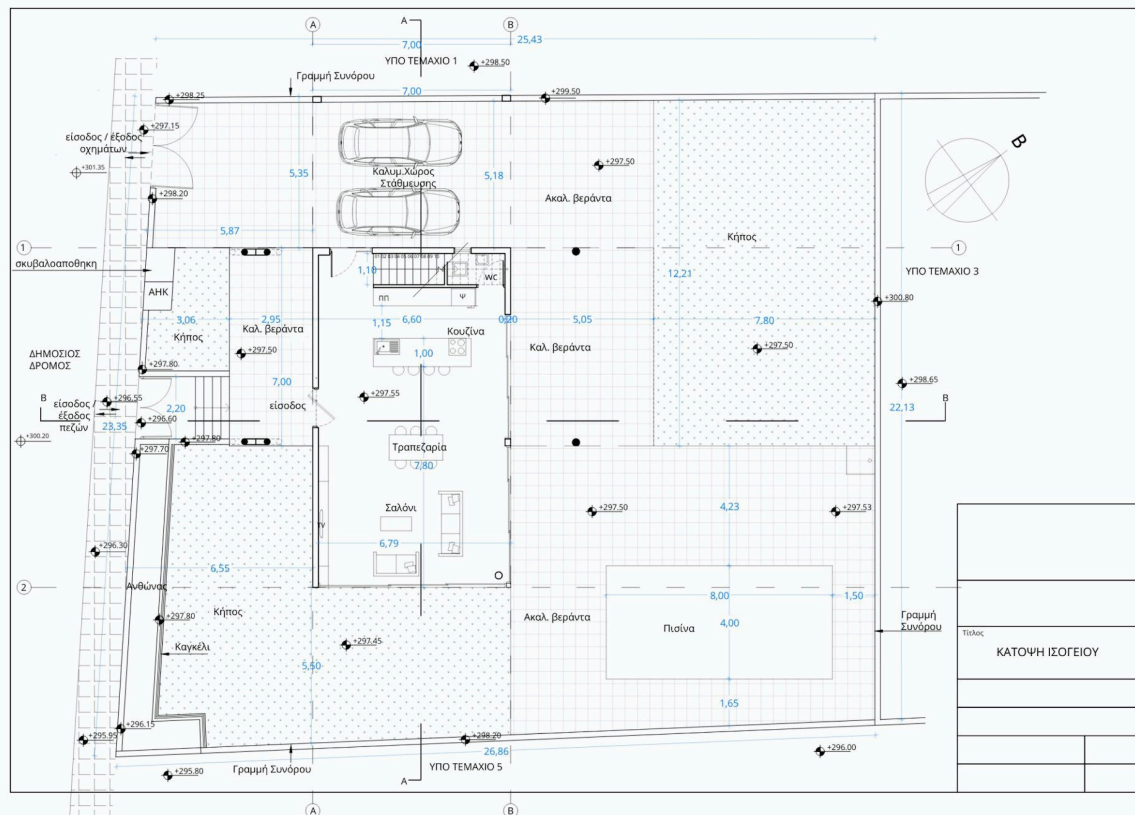 A
A
B
25,43
7,00
ΥΠΟ ΤΕΜΑΧΙΟ 1
+298.50
Γραμμή Συνόρου
7,00
+298.25
+299.50
+297.15
είσοδος / έξοδος
οχημάτων
B
+301.35
5,35
5,18
+297.50
Καλυμ.Χώρος
Στάθμευσης
+298.20
Ακαλ. βεράντα
5,87
Κήπος
1
1
σκυβαλοαποθηκη
1,10
wc
12,21
ΥΠΟ ΤΕΜΑΧΙΟ 3
ΑΗΚ
ΠΠ
Ψ
+300.80
3,06
2,95
1,15
6,60
5,05
7,80
Κήπος
Καλ. βεράντα
Κουζίνα
+297.50
1,00
Καλ. βεράντα
+297.50
ΔΗΜΟΣΙΟΣ
ΔΡΟΜΟΣ
+297.80
7,00
+298.65
+297.55
B
+296.55
είσοδος /
έξοδος
πεζών
2,20
είσοδος
B
22,13
+296.60
23,35
+300.20
+297.80
+297.70
Τραπεζαρία
7,80
Σαλόνι
+297.50
4,23
+297.53
TV
6,79
+296.30
6,55
Ανθώνας
2
8,00
1,50
+297.80
Κήπος
Ακαλ. βεράντα
Πισίνα
4,00
Γραμμή
Συνόρου
Τίτλος
ΚΑΤΟΨΗ ΙΣΟΓΕΙΟΥ
Καγκέλι
+297.45
5,50
1,65
+296.15
+295.95
+298.20
26,86
+296.00
Γραμμή Συνόρου
ΥΠΟ ΤΕΜΑΧΙΟ 5
+295.80
A
A
B